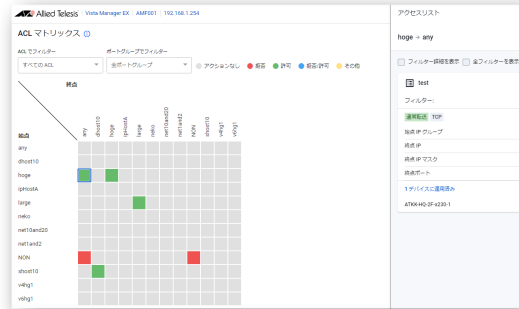 Allied Telesis Vista Manager EX AMF001 192.168.1.254
ACL マトリックス
ACL でフィルター
すべての ACL
ポートグループでフィルター
全ポートグループ
アクションなし 拒否 許可 拒否/許可 その他
終点
始点
any
dhost10
hoge
IpHostA
large
neko
net10and20
net1and2
NON
shost10
v4hg1
v6hg1
any
dhost10
hoge
IpHostA
large
neko
net10and20
net1and2
NON
shost10
v4hg1
v6hg1
アクセスリスト
hoge → any
フィルター詳細を表示 全フィルターを表示
test
フィルター:
通常転送 TCP
始点 IP グループ
終点 IP
終点 IP マスク
終点ポート
1 デバイスに適用済み
ATKK-HQ-2F-x230-1